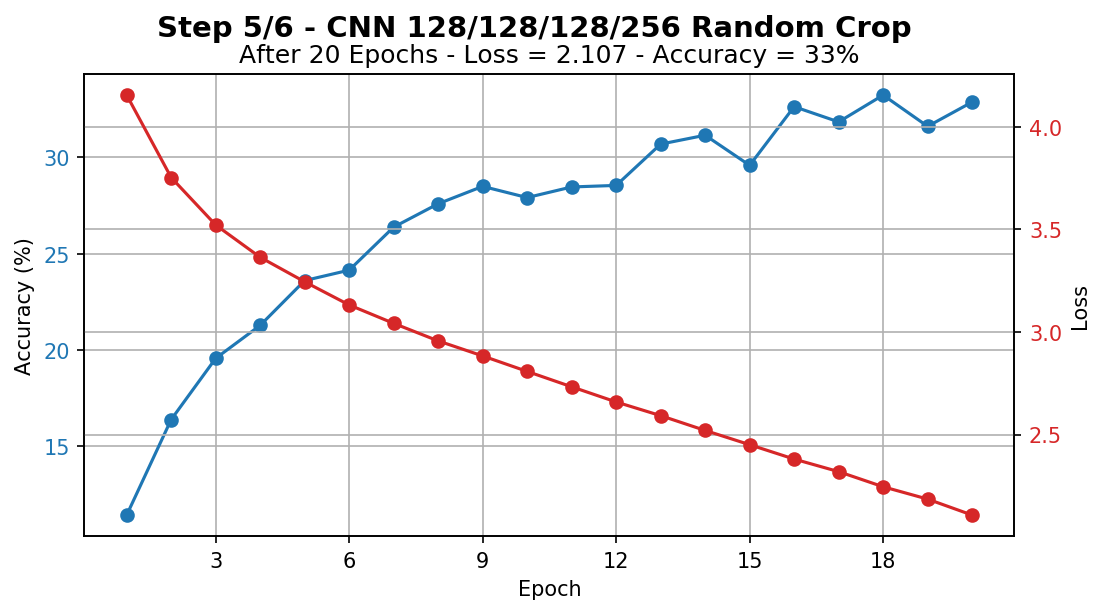 Step 5/6 - CNN 128/128/128/256 Random Crop
After 20 Epochs - Loss = 2.107 - Accuracy = 33%
Accuracy (%)
30
25
20
15
4.0
3.5
3.0
2.5
Loss
3 6 9 12 15 18
Epoch